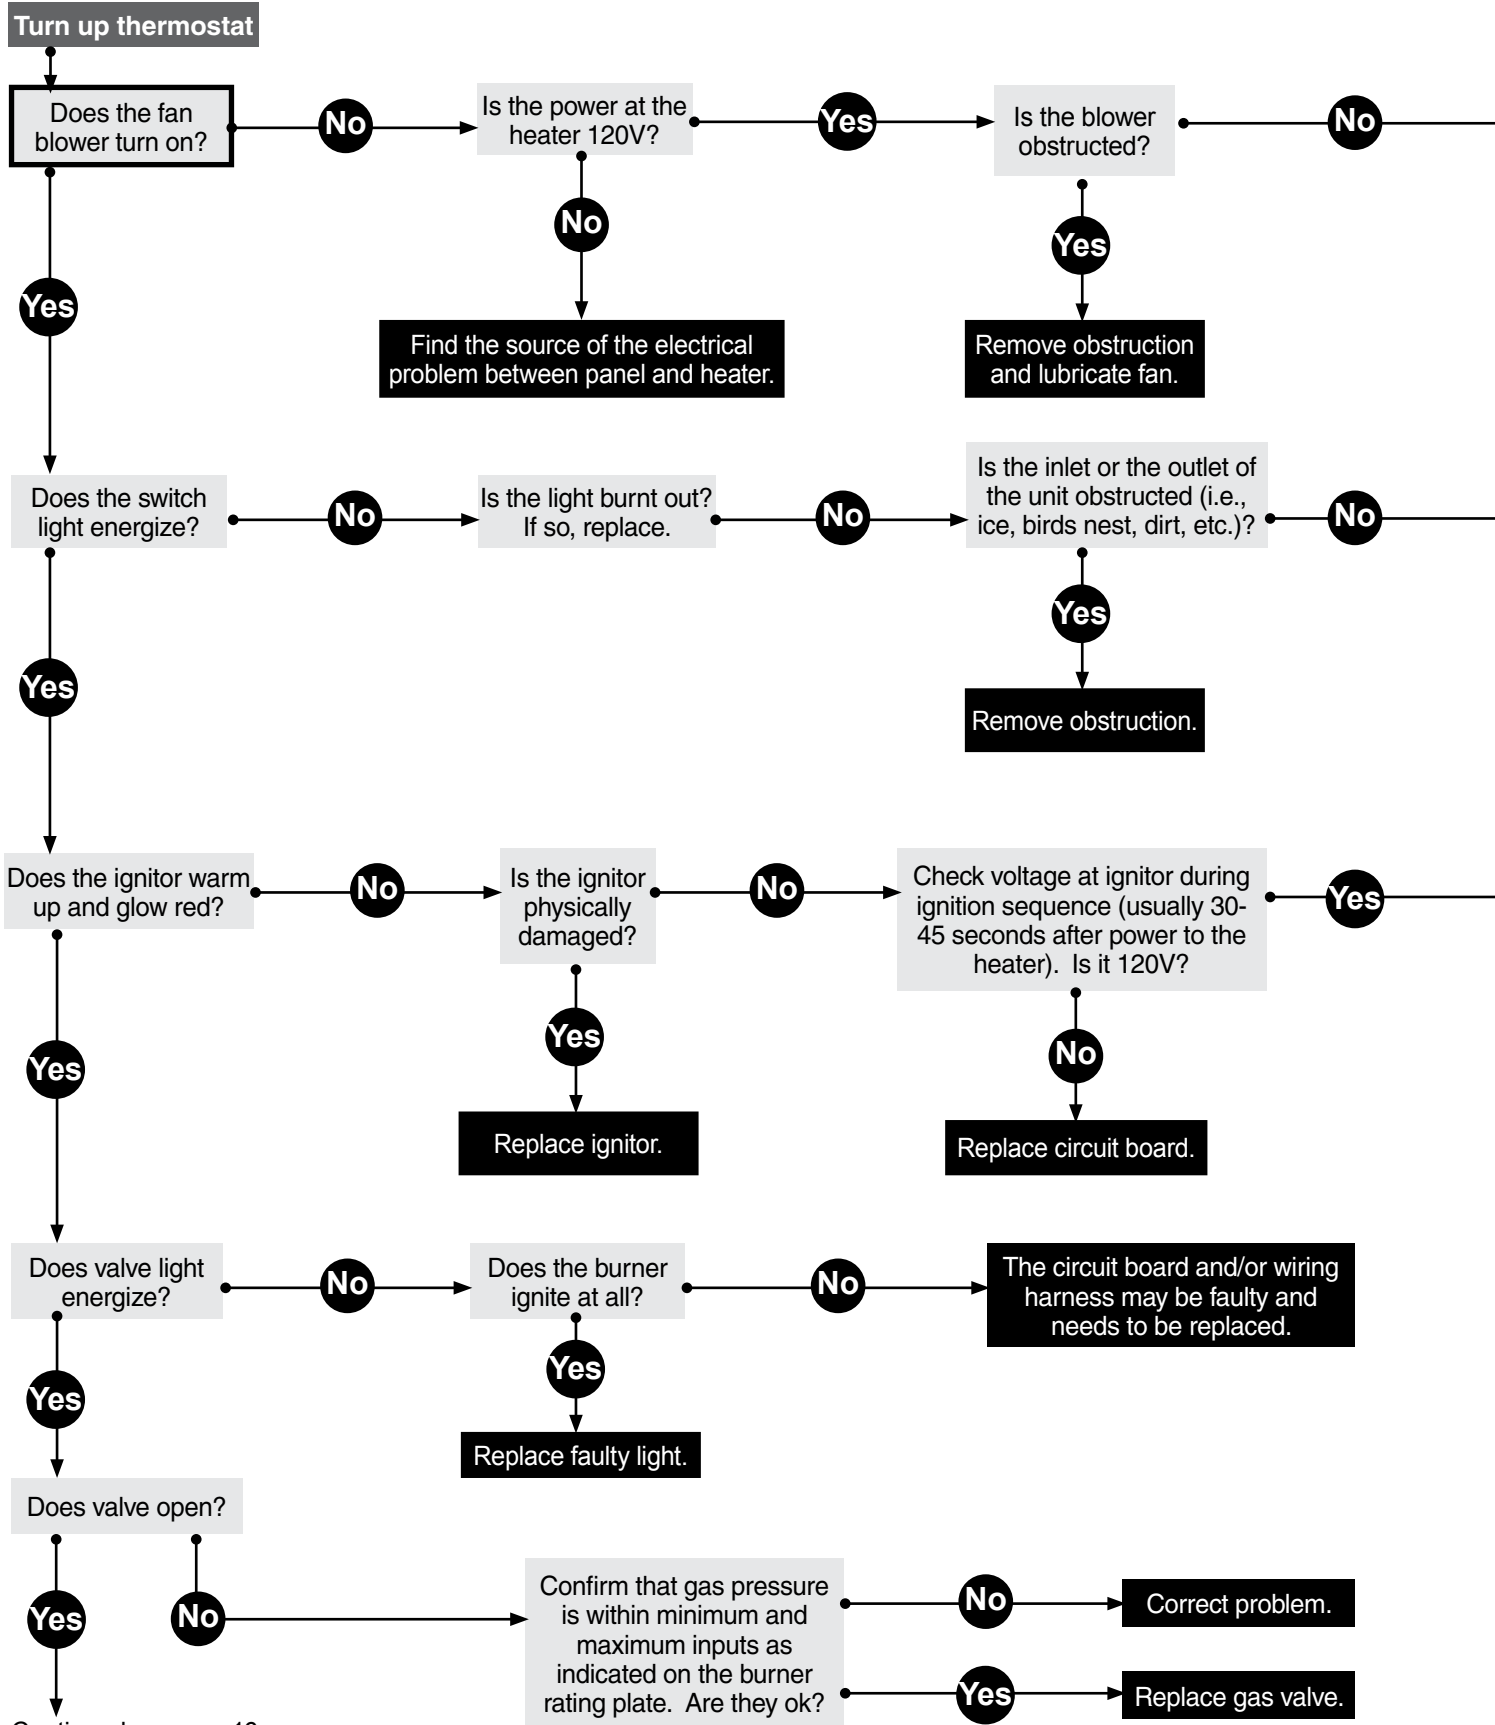 Turn up thermostat
Does the fan
blower turn on?
No
Is the power at the
heater 120V?
Yes
Is the blower
obstructed?
No
No
Yes
Yes
Find the source of the electrical
problem between panel and heater.
Remove obstruction
and lubricate fan.
Does the switch
light energize?
No
Is the light burnt out?
If so, replace.
No
Is the inlet or the outlet of
the unit obstructed (i.e.,
ice, birds nest, dirt, etc.)?
No
Yes
Yes
Remove obstruction.
Does the ignitor warm
up and glow red?
No
Is the ignitor
physically
damaged?
No
Check voltage at ignitor during
ignition sequence (usually 30-
45 seconds after power to the
heater).  Is it 120V?
Yes
Yes
Yes
No
Replace ignitor.
Replace circuit board.
Does valve light
energize?
No
Does the burner
ignite at all?
No
The circuit board and/or wiring
harness may be faulty and
needs to be replaced.
Yes
Yes
Replace faulty light.
Does valve open?
Yes
No
Confirm that gas pressure
is within minimum and
maximum inputs as
indicated on the burner
rating plate.  Are they ok?
No
Correct problem.
Yes
Replace gas valve.